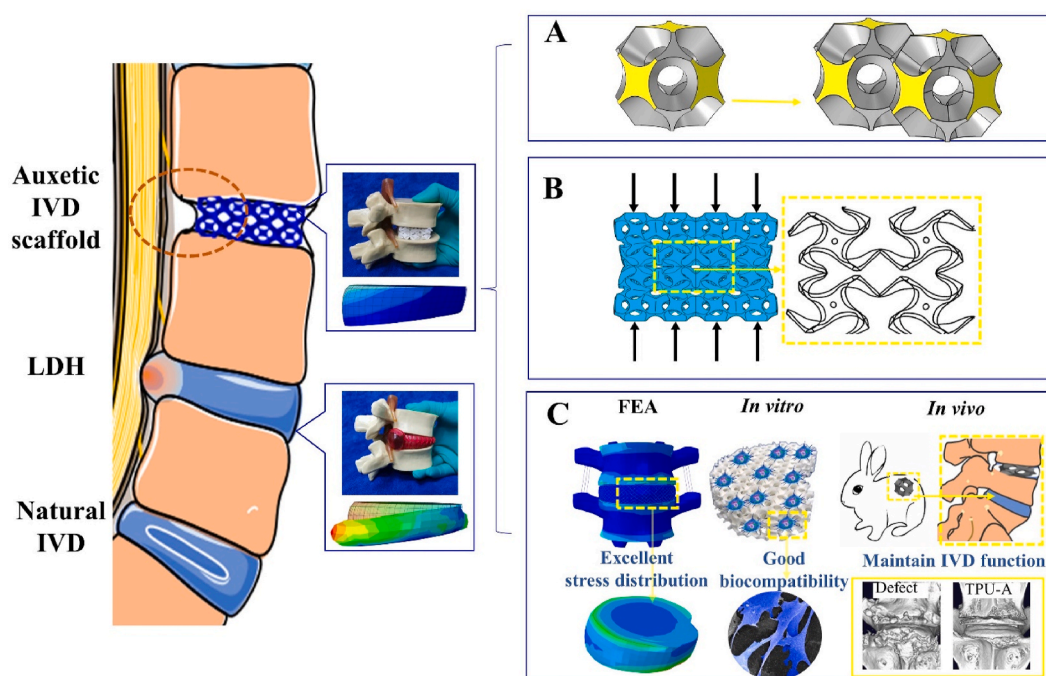 Auxetic
IVD
scaffold
LDH
Natural
IVD
A
B
C
FEA
In vitro
In vivo
Excellent
stress distribution
Good
biocompatibility
Maintain IVD function
Defect
TPU-A